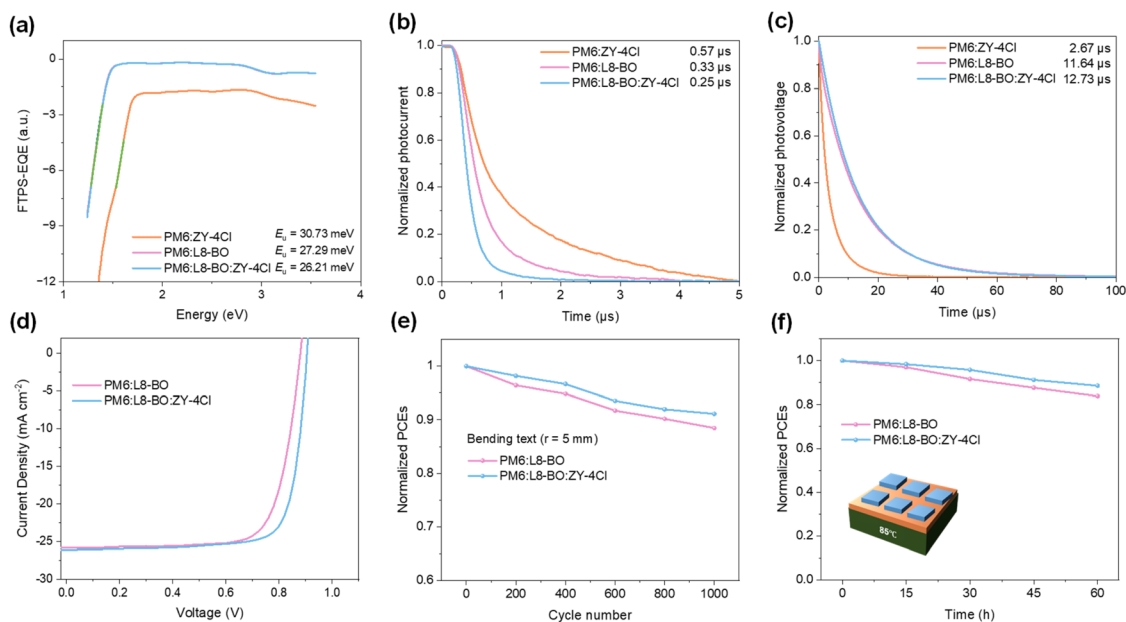 (a)
FTPS-EQE (a.u.)
0
−3
−6
−9
−12
PM6:ZY-4Cl Eu = 30.73 meV
PM6:L8-BO Eu = 27.29 meV
PM6:L8-BO:ZY-4Cl Eu = 26.21 meV
1 2 3 4
Energy (eV)
(b)
Normalized photocurrent
1.0
0.8
0.6
0.4
0.2
0.0
PM6:ZY-4Cl 0.57 μs
PM6:L8-BO 0.33 μs
PM6:L8-BO:ZY-4Cl 0.25 μs
0 1 2 3 4 5
Time (μs)
(c)
Normalized photovoltage
1.0
0.8
0.6
0.4
0.2
0.0
PM6:ZY-4Cl 2.67 μs
PM6:L8-BO 11.64 μs
PM6:L8-BO:ZY-4Cl 12.73 μs
0 20 40 60 80 100
Time (μs)
(d)
Current Density (mA cm⁻²)
0
-5
-10
-15
-20
-25
-30
PM6:L8-BO
PM6:L8-BO:ZY-4Cl
0.0 0.2 0.4 0.6 0.8 1.0
Voltage (V)
(e)
Normalized PCEs
1.0
0.9
0.8
0.7
0.6
Bending text (r = 5 mm)
PM6:L8-BO
PM6:L8-BO:ZY-4Cl
0 200 400 600 800 1000
Cycle number
(f)
Normalized PCEs
1.0
0.8
0.6
0.4
0.2
0.0
PM6:L8-BO
PM6:L8-BO:ZY-4Cl
85℃
0 15 30 45 60
Time (h)